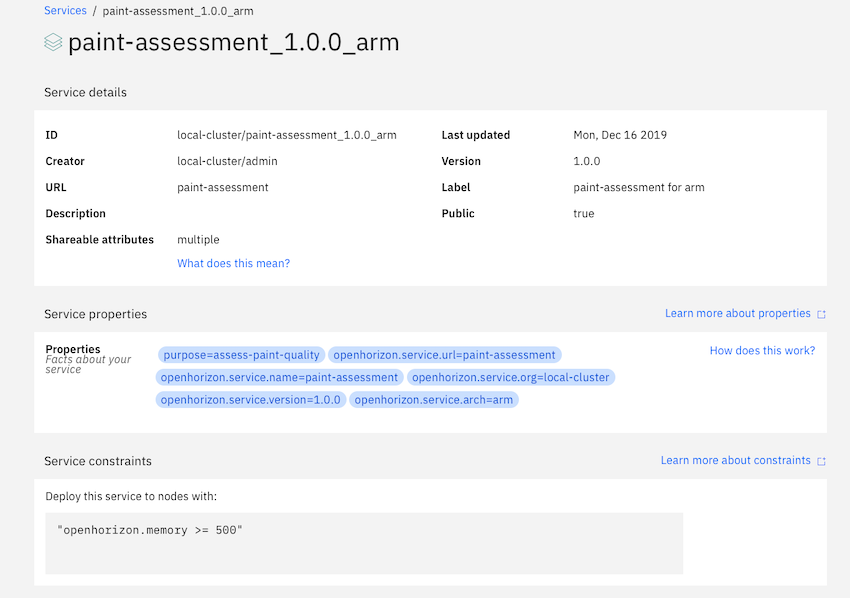 Services / paint-assessment_1.0.0_arm
paint-assessment_1.0.0_arm
Service details
ID local-cluster/paint-assessment_1.0.0_arm Last updated Mon, Dec 16 2019
Creator local-cluster/admin Version 1.0.0
URL paint-assessment Label paint-assessment for arm
Description Public true
Shareable attributes multiple
What does this mean?
Service properties Learn more about properties
Properties
Facts about your
service
How does this work?
purpose=assess-paint-quality openhorizon.service.url=paint-assessment
openhorizon.service.name=paint-assessment openhorizon.service.org=local-cluster
openhorizon.service.version=1.0.0 openhorizon.service.arch=arm
Service constraints Learn more about constraints
Deploy this service to nodes with:
"openhorizon.memory >= 500"